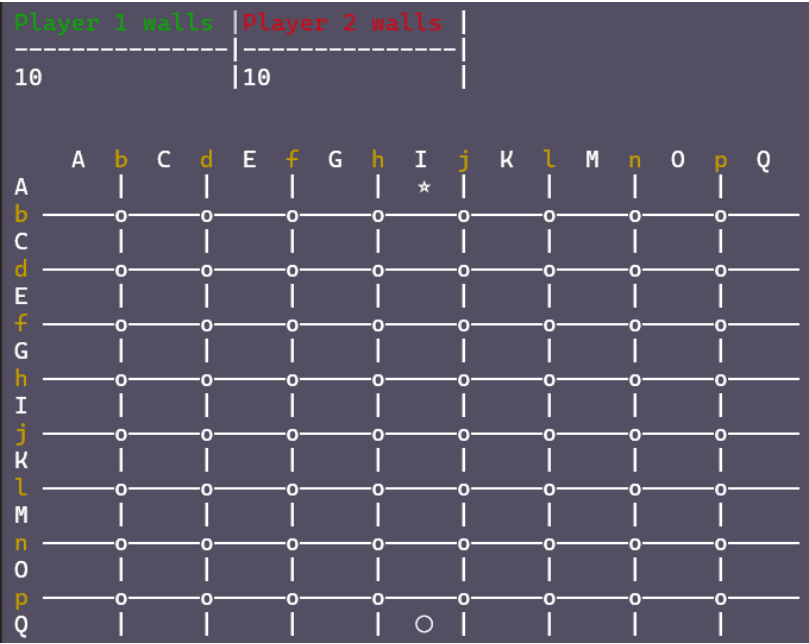 Player 1 walls |Player 2 walls |
---------------|---------------|
10 |10 |
A b C d E f G h I j K l M n O p Q
A | | | | ☆ | | | |
b ——o——o——o——o——o——o——o——o——
C | | | | | | | |
d ——o——o——o——o——o——o——o——o——
E | | | | | | | |
f ——o——o——o——o——o——o——o——o——
G | | | | | | | |
h ——o——o——o——o——o——o——o——o——
I | | | | | | | |
j ——o——o——o——o——o——o——o——o——
K | | | | | | | |
l ——o——o——o——o——o——o——o——o——
M | | | | | | | |
n ——o——o——o——o——o——o——o——o——
O | | | | | | | |
p ——o——o——o——o——o——o——o——o——
Q | | | | ○ | | | |